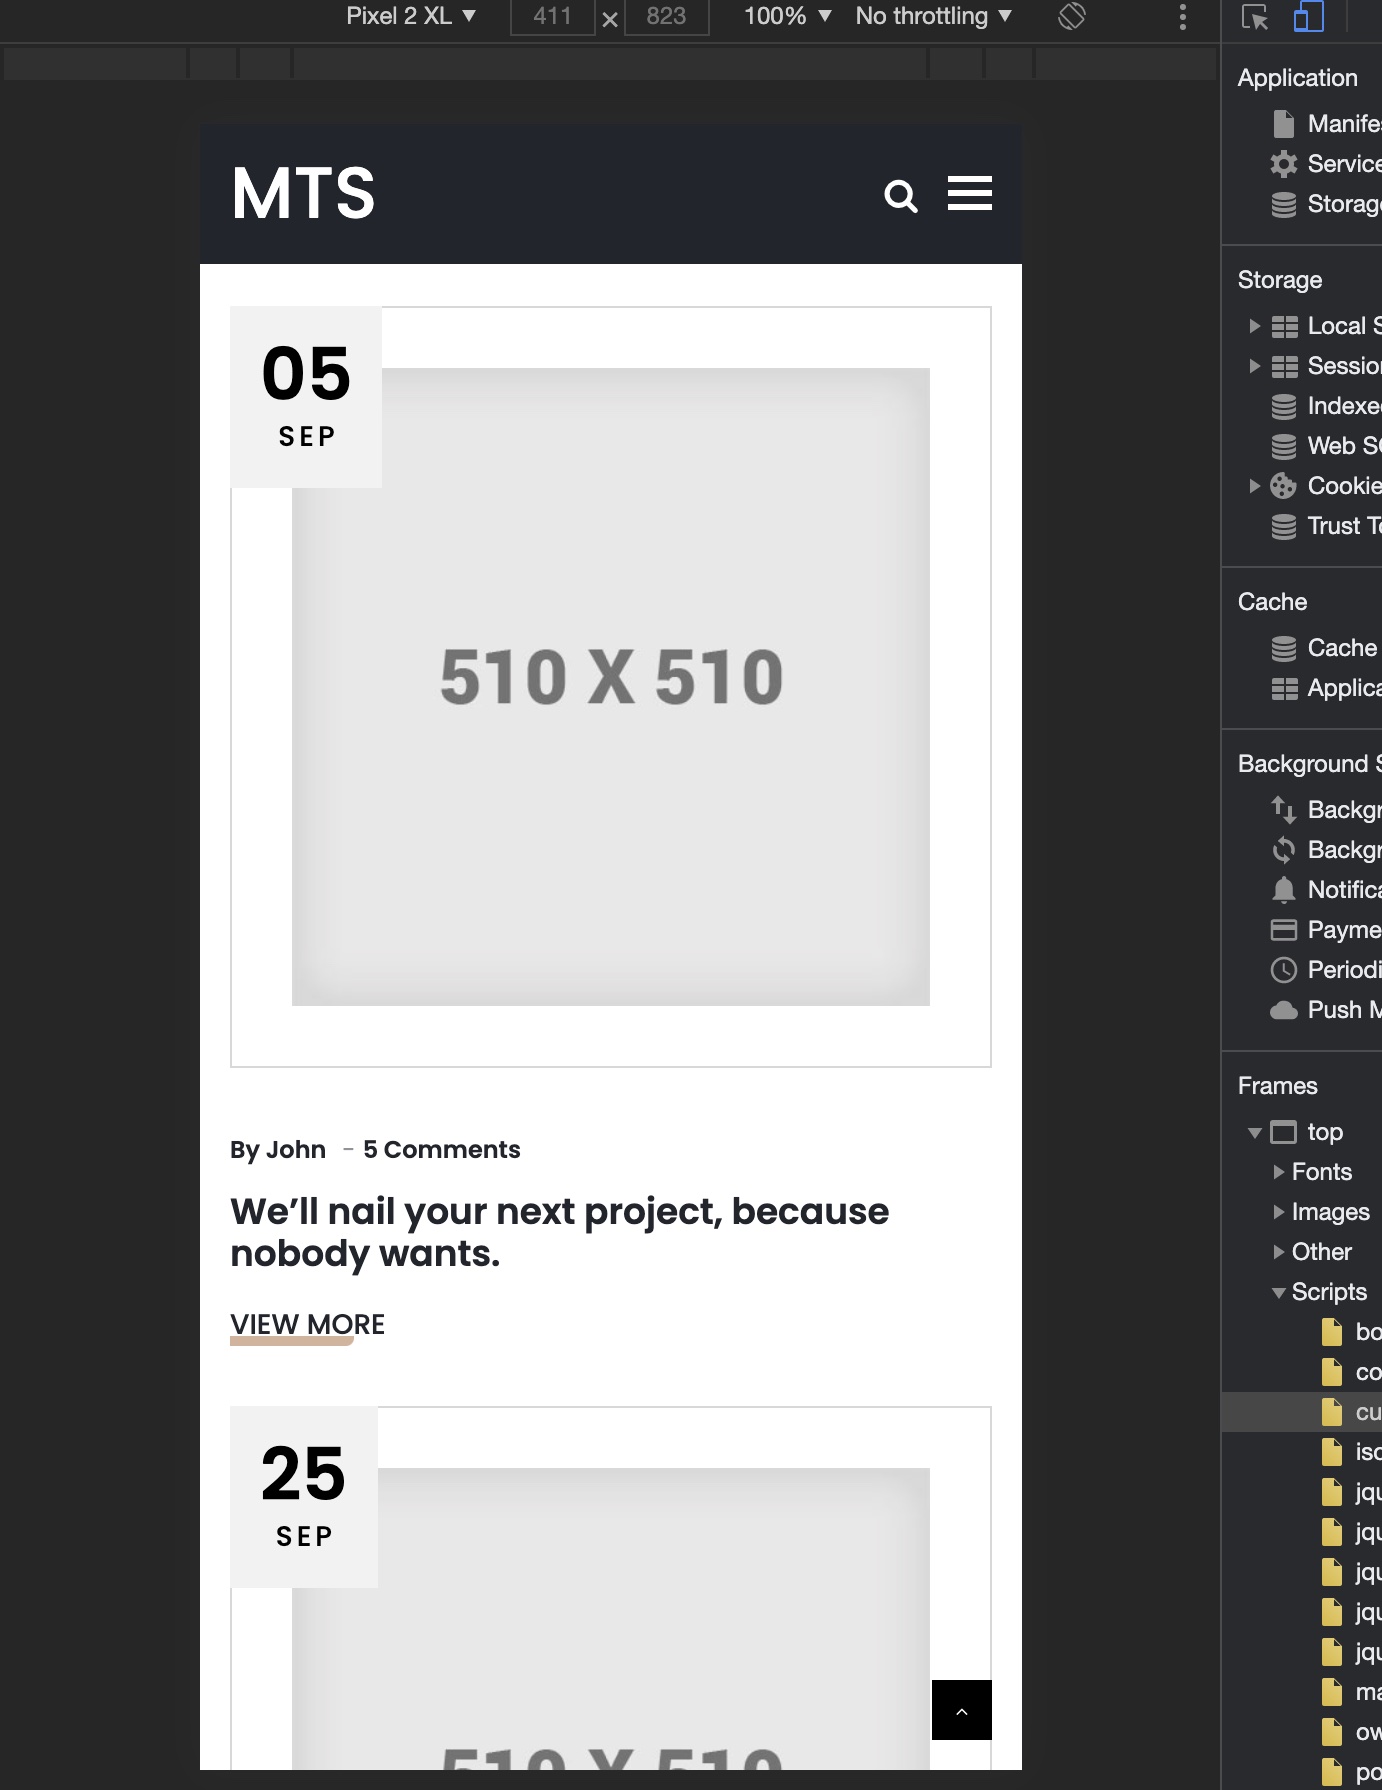 Pixel 2 XL ▼ 411 × 823 100% ▼ No throttling ▼
MTS
05
SEP
510 X 510
By John – 5 Comments
We’ll nail your next project, because
nobody wants.
VIEW MORE
25
SEP
510 X 510
Application
Manifes
Service
Storag
Storage
Local S
Sessio
Indexe
Web S
Cookie
Trust T
Cache
Cache
Applica
Background S
Backgr
Backgr
Notifica
Payme
Periodi
Push M
Frames
top
Fonts
Images
Other
Scripts
bo
co
cu
iso
jqu
jqu
jqu
jqu
jqu
ma
ow
po